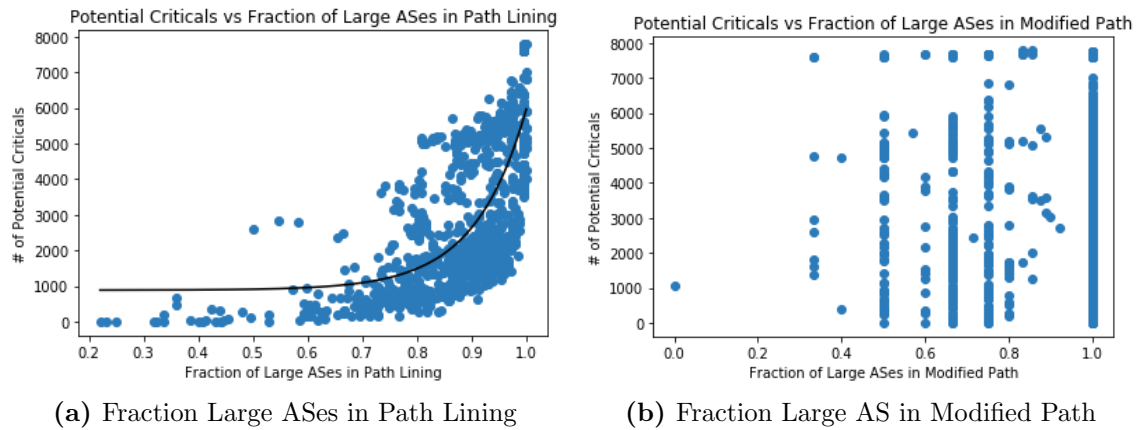 Potential Criticals vs Fraction of Large ASes in Path Lining
8000
7000
6000
5000
4000
3000
2000
1000
0
# of Potential Criticals
0.2 0.3 0.4 0.5 0.6 0.7 0.8 0.9 1.0
Fraction of Large ASes in Path Lining
(a) Fraction Large ASes in Path Lining
Potential Criticals vs Fraction of Large ASes in Modified Path
8000
7000
6000
5000
4000
3000
2000
1000
0
# of Potential Criticals
0.0 0.2 0.4 0.6 0.8 1.0
Fraction of Large ASes in Modified Path
(b) Fraction Large AS in Modified Path